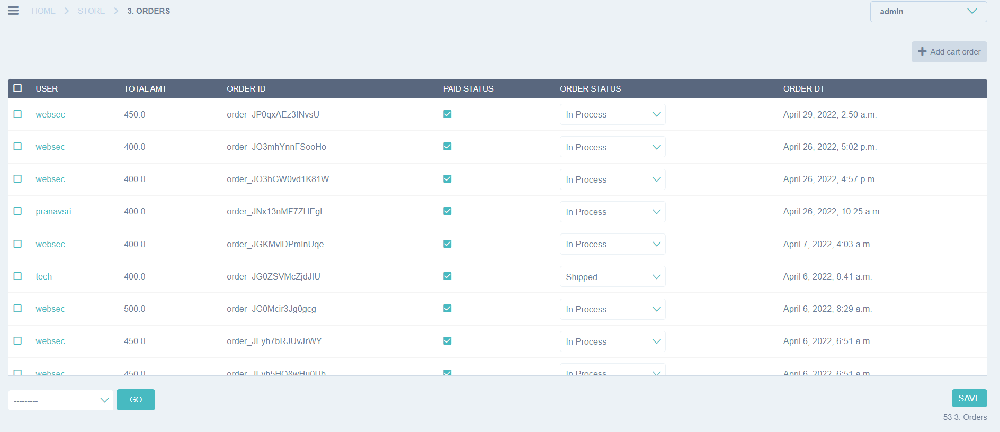 HOME STORE 3. ORDERS admin
Add cart order
USER TOTAL AMT ORDER ID PAID STATUS ORDER STATUS ORDER DT
websec 450.0 order_JP0qxAEz3INvsU In Process April 29, 2022, 2:50 a.m.
websec 400.0 order_JO3mhYnnFSooHo In Process April 26, 2022, 5:02 p.m.
websec 400.0 order_JO3hGW0vd1K81W In Process April 26, 2022, 4:57 p.m.
pranavsri 400.0 order_JNx13nMF7ZHEgl In Process April 26, 2022, 10:25 a.m.
websec 400.0 order_JGKMvlDPmInUqe In Process April 7, 2022, 4:03 a.m.
tech 400.0 order_JG0ZSVMcZjdJIU Shipped April 6, 2022, 8:41 a.m.
websec 500.0 order_JG0Mcir3Jg0gcg In Process April 6, 2022, 8:29 a.m.
websec 450.0 order_JFyh7bRJUvJrWY In Process April 6, 2022, 6:51 a.m.
websec 450.0 In Process April 6, 2022, 6:51 a.m.
--------- GO SAVE
53 3. Orders